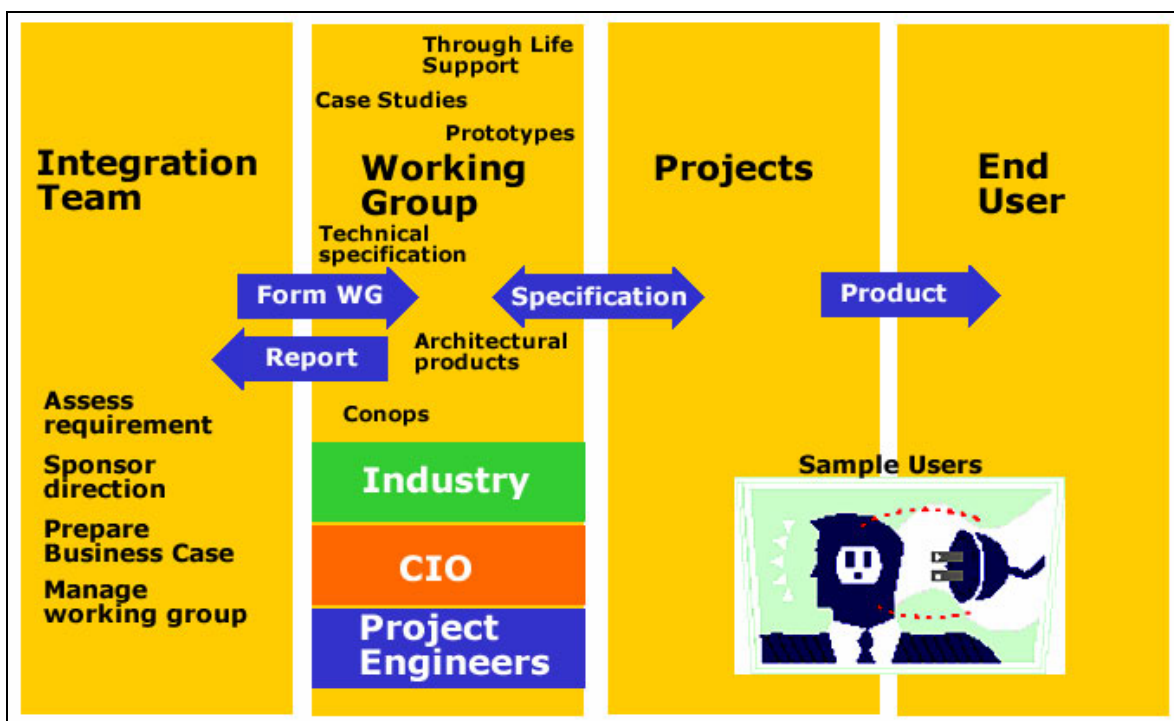 Integration
Team
Assess
requirement
Sponsor
direction
Prepare
Business Case
Manage
working group
Through Life
Support
Case Studies
Prototypes
Working
Group
Technical
specification
Form WG
Report
Architectural
products
Conops
Industry
CIO
Project
Engineers
Specification
Projects
Product
End
User
Sample Users